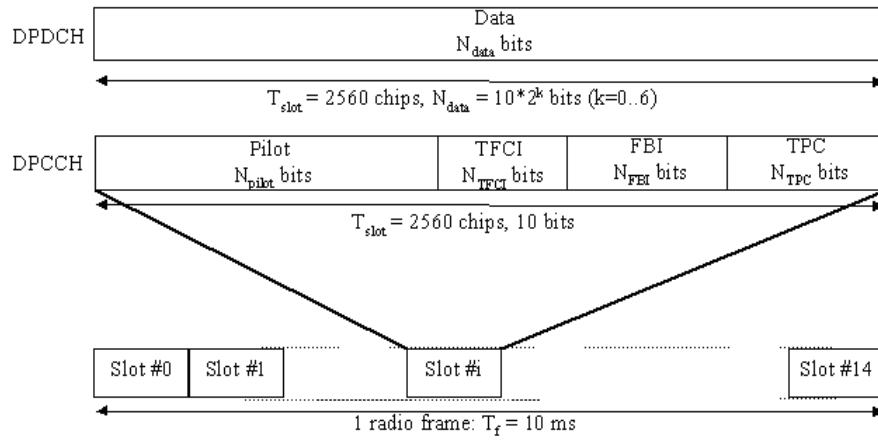 Data
DPDCH
N_data bits
T_slot = 2560 chips, N_data = 10*2^k bits (k=0..6)
DPCCH
Pilot TFCI FBI TPC
N_pilot bits N_TFCI bits N_FBI bits N_TPC bits
T_slot = 2560 chips, 10 bits
Slot #0 Slot #1 Slot #i Slot #14
1 radio frame: T_f = 10 ms